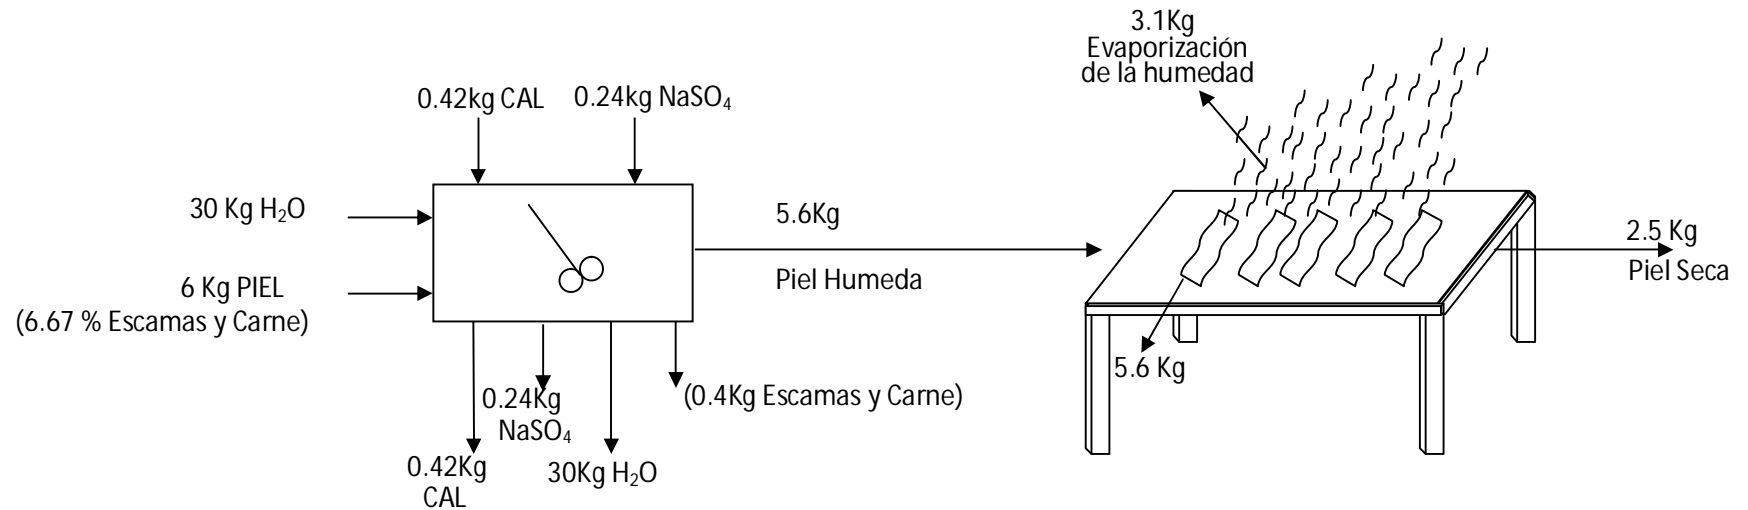 3.1Kg
Evaporización
de la humedad
0.42kg CAL
0.24kg NaSO₄
30 Kg H₂O
5.6Kg
2.5 Kg
Piel Seca
6 Kg PIEL
(6.67 % Escamas y Carne)
Piel Humeda
5.6 Kg
0.24Kg
NaSO₄
(0.4Kg Escamas y Carne)
0.42Kg
CAL
30Kg H₂O